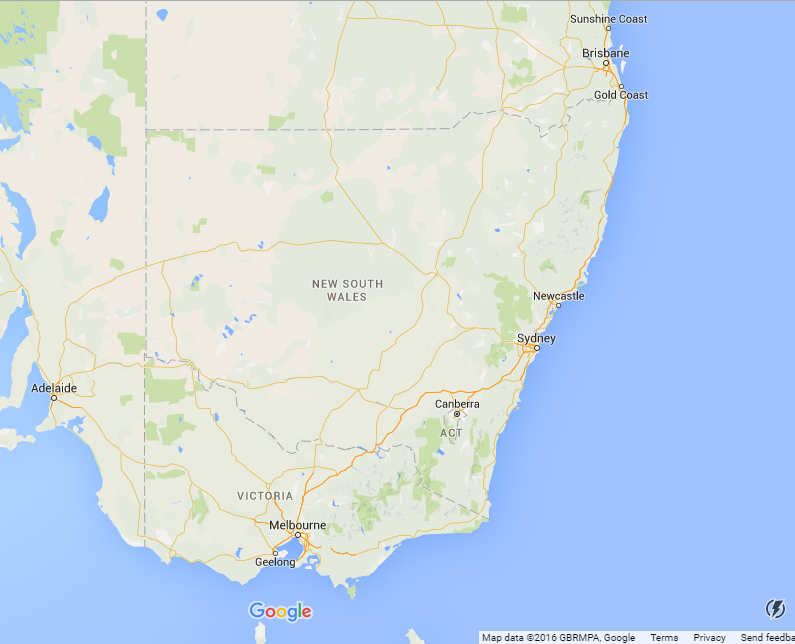 Sunshine Coast
Brisbane
Gold Coast
NEW SOUTH
WALES
Newcastle
Sydney
Adelaide
Canberra
ACT
VICTORIA
Melbourne
Geelong
Google
Map data ©2016 GBRMPA, Google Terms Privacy Send feedba